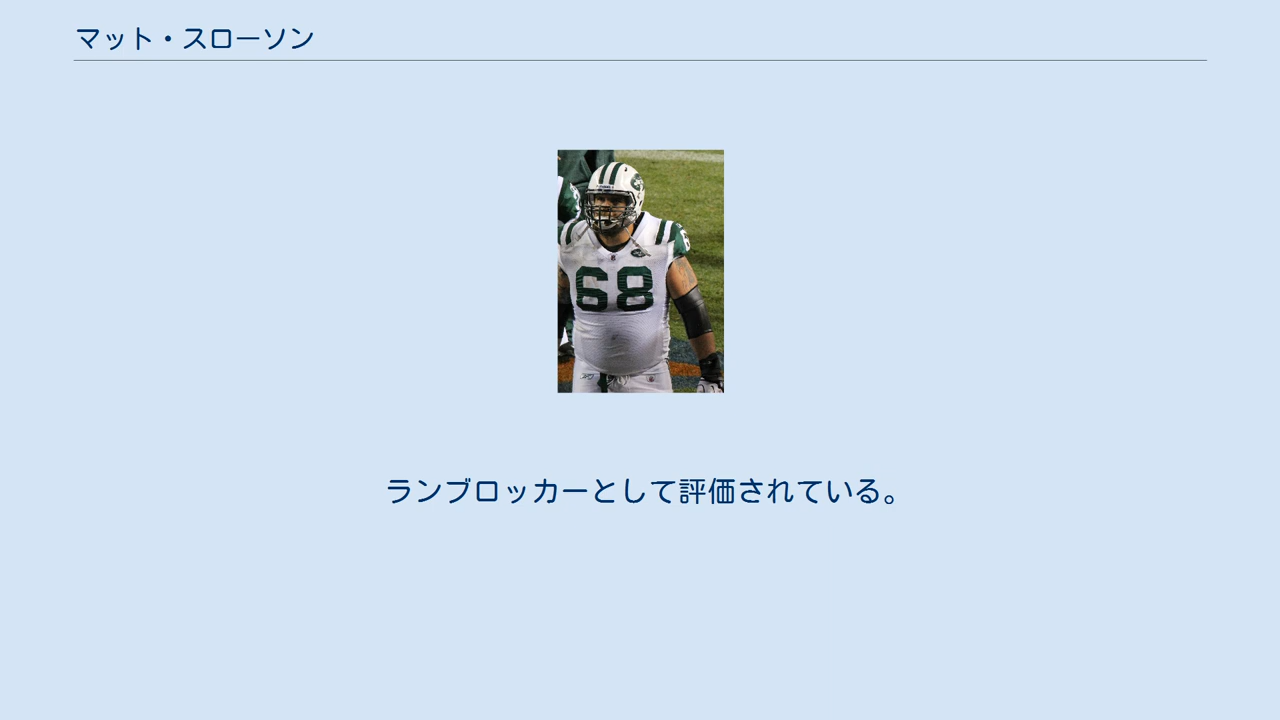 マット・スローソン
68
ランブロッカーとして評価されている。